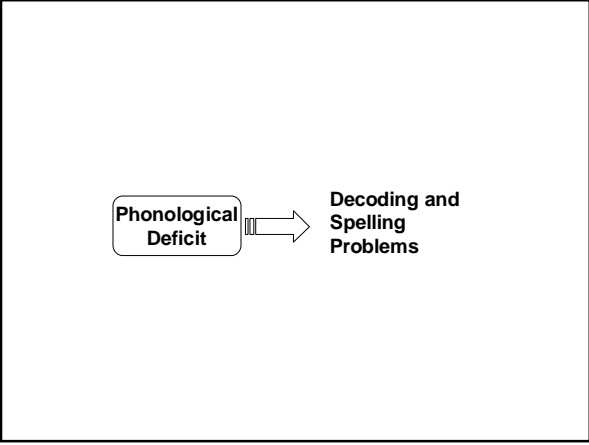 Phonological
Deficit
Decoding and
Spelling
Problems